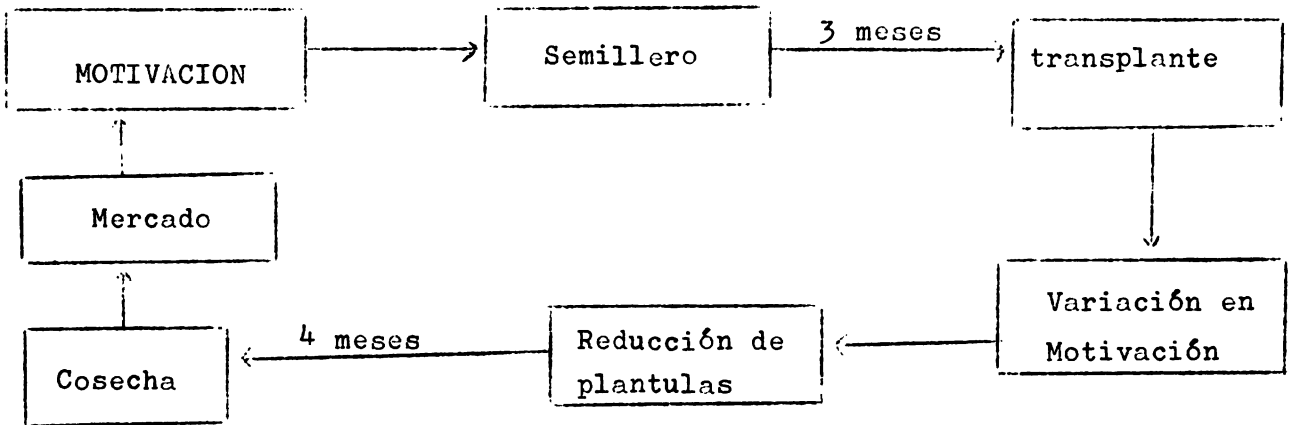 MOTIVACION
Semillero
3 meses
transplante
Variación en
Motivación
Reducción de
plantulas
4 meses
Cosecha
Mercado